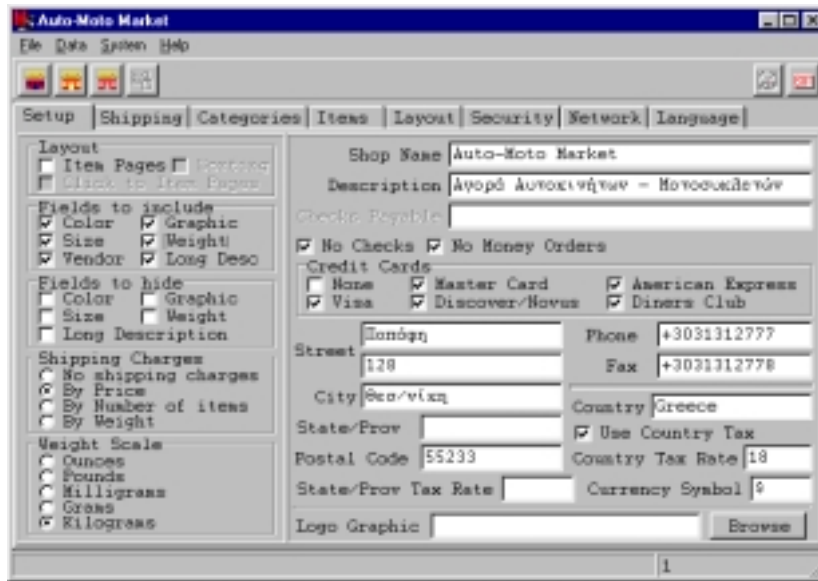 Auto-Moto Market
File Data System Help
Setup Shipping Categories Items Layout Security Network Language
Layout
Item Pages
Click to Item Pages
Fields to include
Color Graphic
Size Weight
Vendor Long Desc
Fields to hide
Color Graphic
Size Weight
Long Description
Shipping Charges
No shipping charges
By Price
By Number of items
By Weight
Weight Scale
Ounces
Pounds
Milligrams
Grams
Kilograms
Shop Name Auto-Moto Market
Description Αγορά Αυτοκινήτων - Μοτοσυκλετών
Checks Payable
No Checks No Money Orders
Credit Cards
None Master Card American Express
Visa Discover/Novus Diners Club
Street Παπάφη
128
Phone +3031312777
Fax +3031312778
City Θεσ/νίκη
Country Greece
State/Prov
Use Country Tax
Postal Code 55233
Country Tax Rate 18
State/Prov Tax Rate
Currency Symbol $
Logo Graphic Browse
1